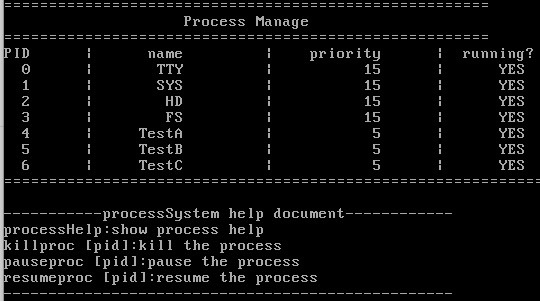 ======================================================
Process Manage
======================================================
PID | name | priority | running?
0 | TTY | 15 | YES
1 | SYS | 15 | YES
2 | HD | 15 | YES
3 | FS | 15 | YES
4 | TestA | 5 | YES
5 | TestB | 5 | YES
6 | TestC | 5 | YES
============================================================
-----------processSystem help document------------
processHelp:show process help
killproc [pid]:kill the process
pauseproc [pid]:pause the process
resumeproc [pid]:resume the process
--------------------------------------------------